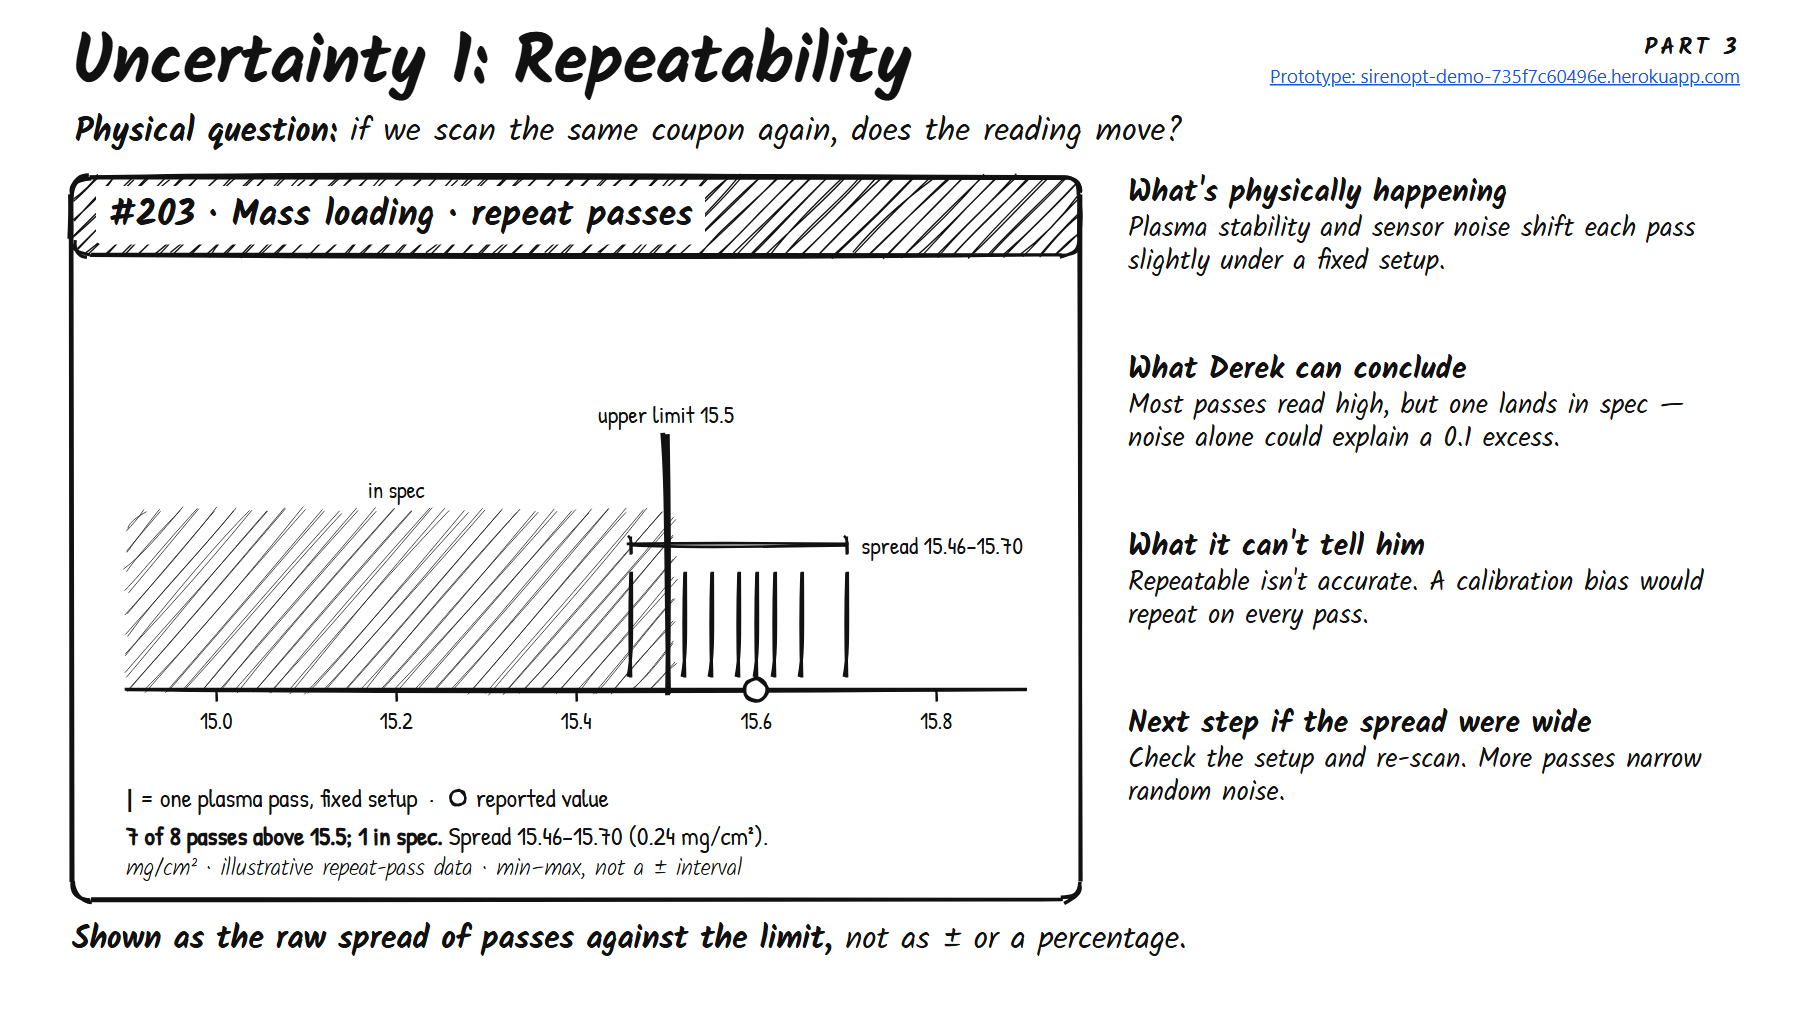 Uncertainty I: Repeatability
PART 3
Prototype: sirenopt-demo-735f7c60496e.herokuapp.com
Physical question: if we scan the same coupon again, does the reading move?
#203 · Mass loading · repeat passes
upper limit 15.5
in spec
spread 15.46–15.70
15.0
15.2
15.4
15.6
15.8
| = one plasma pass, fixed setup · O reported value
7 of 8 passes above 15.5; 1 in spec. Spread 15.46–15.70 (0.24 mg/cm²).
mg/cm² · illustrative repeat-pass data · min–max, not a ± interval
What's physically happening
Plasma stability and sensor noise shift each pass
slightly under a fixed setup.
What Derek can conclude
Most passes read high, but one lands in spec —
noise alone could explain a 0.1 excess.
What it can't tell him
Repeatable isn't accurate. A calibration bias would
repeat on every pass.
Next step if the spread were wide
Check the setup and re-scan. More passes narrow
random noise.
Shown as the raw spread of passes against the limit, not as ± or a percentage.